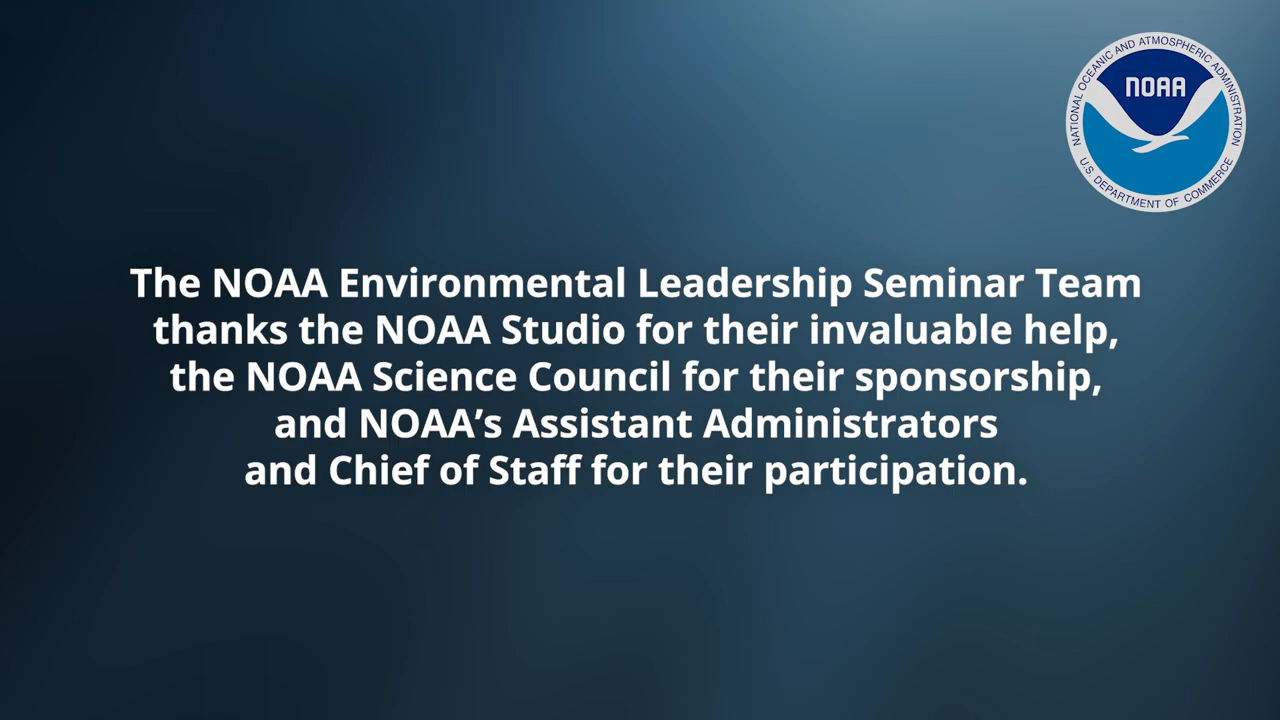 NATIONAL OCEANIC AND ATMOSPHERIC ADMINISTRATION
NOAA
U.S. DEPARTMENT OF COMMERCE
The NOAA Environmental Leadership Seminar Team
thanks the NOAA Studio for their invaluable help,
the NOAA Science Council for their sponsorship,
and NOAA’s Assistant Administrators
and Chief of Staff for their participation.